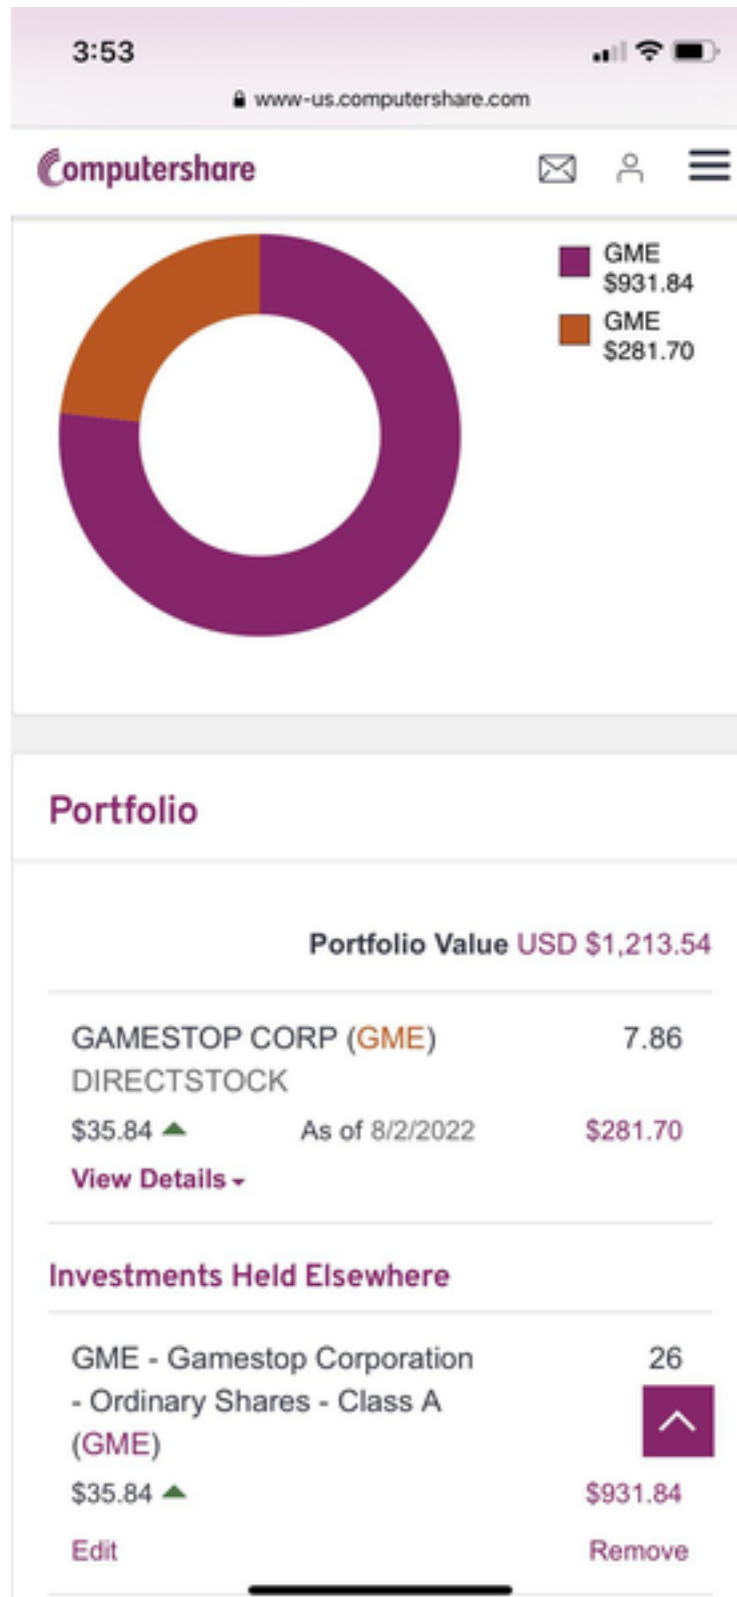 3:53
www-us.computershare.com
Computershare
GME
$931.84
GME
$281.70
Portfolio
Portfolio Value USD $1,213.54
GAMESTOP CORP (GME) 7.86
DIRECTSTOCK
$35.84 As of 8/2/2022 $281.70
View Details
Investments Held Elsewhere
GME - Gamestop Corporation 26
- Ordinary Shares - Class A
(GME)
$35.84 $931.84
Edit Remove